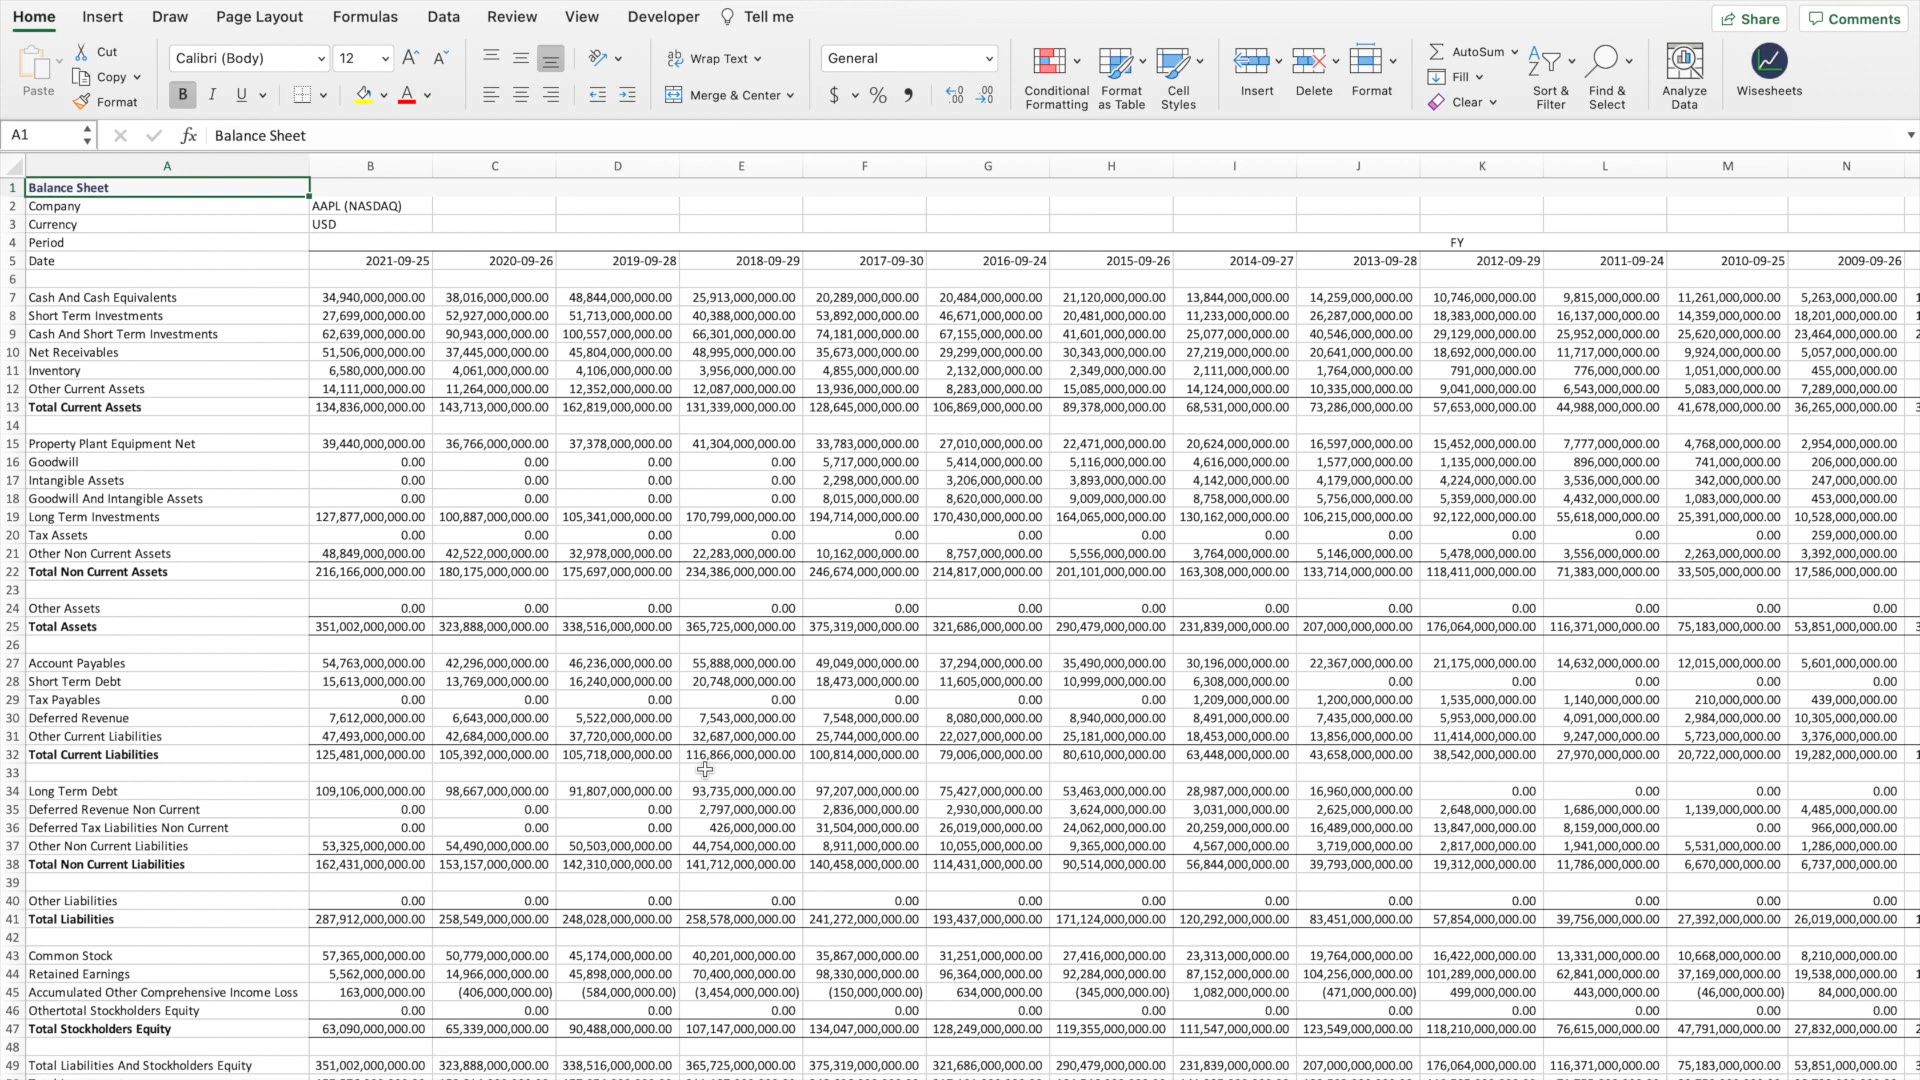 Home Insert Draw Page Layout Formulas Data Review View Developer Tell me Share Comments
Paste Cut Copy Format
Calibri (Body) 12 A^ Aˇ
B I U A
ab c Wrap Text
Merge & Center
General
$ % 9
Conditional Formatting Format as Table Cell Styles Insert Delete Format
AutoSum Fill Clear
Sort & Filter Find & Select Analyze Data Wisesheets
A1 fx Balance Sheet
A B C D E F G H I J K L M N
1 Balance Sheet
2 Company AAPL (NASDAQ)
3 Currency USD
4 Period FY
5 Date 2021-09-25 2020-09-26 2019-09-28 2018-09-29 2017-09-30 2016-09-24 2015-09-26 2014-09-27 2013-09-28 2012-09-29 2011-09-24 2010-09-25 2009-09-26
6
7 Cash And Cash Equivalents 34,940,000,000.00 38,016,000,000.00 48,844,000,000.00 25,913,000,000.00 20,289,000,000.00 20,484,000,000.00 21,120,000,000.00 13,844,000,000.00 14,259,000,000.00 10,746,000,000.00 9,815,000,000.00 11,261,000,000.00 5,263,000,000.00
8 Short Term Investments 27,699,000,000.00 52,927,000,000.00 51,713,000,000.00 40,388,000,000.00 53,892,000,000.00 46,671,000,000.00 20,481,000,000.00 11,233,000,000.00 26,287,000,000.00 18,383,000,000.00 16,137,000,000.00 14,359,000,000.00 18,201,000,000.00
9 Cash And Short Term Investments 62,639,000,000.00 90,943,000,000.00 100,557,000,000.00 66,301,000,000.00 74,181,000,000.00 67,155,000,000.00 41,601,000,000.00 25,077,000,000.00 40,546,000,000.00 29,129,000,000.00 25,952,000,000.00 25,620,000,000.00 23,464,000,000.00
10 Net Receivables 51,506,000,000.00 37,445,000,000.00 45,804,000,000.00 48,995,000,000.00 35,673,000,000.00 29,299,000,000.00 30,343,000,000.00 27,219,000,000.00 20,641,000,000.00 18,692,000,000.00 11,717,000,000.00 9,924,000,000.00 5,057,000,000.00
11 Inventory 6,580,000,000.00 4,061,000,000.00 4,106,000,000.00 3,956,000,000.00 4,855,000,000.00 2,132,000,000.00 2,349,000,000.00 2,111,000,000.00 1,764,000,000.00 791,000,000.00 776,000,000.00 1,051,000,000.00 455,000,000.00
12 Other Current Assets 14,111,000,000.00 11,264,000,000.00 12,352,000,000.00 12,087,000,000.00 13,936,000,000.00 8,283,000,000.00 15,085,000,000.00 14,124,000,000.00 10,335,000,000.00 9,041,000,000.00 6,543,000,000.00 5,083,000,000.00 7,289,000,000.00
13 Total Current Assets 134,836,000,000.00 143,713,000,000.00 162,819,000,000.00 131,339,000,000.00 128,645,000,000.00 106,869,000,000.00 89,378,000,000.00 68,531,000,000.00 73,286,000,000.00 57,653,000,000.00 44,988,000,000.00 41,678,000,000.00 36,265,000,000.00
14
15 Property Plant Equipment Net 39,440,000,000.00 36,766,000,000.00 37,378,000,000.00 41,304,000,000.00 33,783,000,000.00 27,010,000,000.00 22,471,000,000.00 20,624,000,000.00 16,597,000,000.00 15,452,000,000.00 7,777,000,000.00 4,768,000,000.00 2,954,000,000.00
16 Goodwill 0.00 0.00 0.00 0.00 5,717,000,000.00 5,414,000,000.00 5,116,000,000.00 4,616,000,000.00 1,577,000,000.00 1,135,000,000.00 896,000,000.00 741,000,000.00 206,000,000.00
17 Intangible Assets 0.00 0.00 0.00 0.00 2,298,000,000.00 3,206,000,000.00 3,893,000,000.00 4,142,000,000.00 4,179,000,000.00 4,224,000,000.00 3,536,000,000.00 342,000,000.00 247,000,000.00
18 Goodwill And Intangible Assets 0.00 0.00 0.00 0.00 8,015,000,000.00 8,620,000,000.00 9,009,000,000.00 8,758,000,000.00 5,756,000,000.00 5,359,000,000.00 4,432,000,000.00 1,083,000,000.00 453,000,000.00
19 Long Term Investments 127,877,000,000.00 100,887,000,000.00 105,341,000,000.00 170,799,000,000.00 194,714,000,000.00 170,430,000,000.00 164,065,000,000.00 130,162,000,000.00 106,215,000,000.00 92,122,000,000.00 55,618,000,000.00 25,391,000,000.00 10,528,000,000.00
20 Tax Assets 0.00 0.00 0.00 0.00 0.00 0.00 0.00 0.00 0.00 0.00 0.00 0.00 259,000,000.00
21 Other Non Current Assets 48,849,000,000.00 42,522,000,000.00 32,978,000,000.00 22,283,000,000.00 10,162,000,000.00 8,757,000,000.00 5,556,000,000.00 3,764,000,000.00 5,146,000,000.00 5,478,000,000.00 3,556,000,000.00 2,263,000,000.00 3,392,000,000.00
22 Total Non Current Assets 216,166,000,000.00 180,175,000,000.00 175,697,000,000.00 234,386,000,000.00 246,674,000,000.00 214,817,000,000.00 201,101,000,000.00 163,308,000,000.00 133,714,000,000.00 118,411,000,000.00 71,383,000,000.00 33,505,000,000.00 17,586,000,000.00
23
24 Other Assets 0.00 0.00 0.00 0.00 0.00 0.00 0.00 0.00 0.00 0.00 0.00 0.00 0.00
25 Total Assets 351,002,000,000.00 323,888,000,000.00 338,516,000,000.00 365,725,000,000.00 375,319,000,000.00 321,686,000,000.00 290,479,000,000.00 231,839,000,000.00 207,000,000,000.00 176,064,000,000.00 116,371,000,000.00 75,183,000,000.00 53,851,000,000.00
26
27 Account Payables 54,763,000,000.00 42,296,000,000.00 46,236,000,000.00 55,888,000,000.00 49,049,000,000.00 37,294,000,000.00 35,490,000,000.00 30,196,000,000.00 22,367,000,000.00 21,175,000,000.00 14,632,000,000.00 12,015,000,000.00 5,601,000,000.00
28 Short Term Debt 15,613,000,000.00 13,769,000,000.00 16,240,000,000.00 20,748,000,000.00 18,473,000,000.00 11,605,000,000.00 10,999,000,000.00 6,308,000,000.00 0.00 0.00 0.00 0.00 0.00
29 Tax Payables 0.00 0.00 0.00 0.00 0.00 0.00 0.00 1,209,000,000.00 1,200,000,000.00 1,535,000,000.00 1,140,000,000.00 210,000,000.00 439,000,000.00
30 Deferred Revenue 7,612,000,000.00 6,643,000,000.00 5,522,000,000.00 7,543,000,000.00 7,548,000,000.00 8,080,000,000.00 8,940,000,000.00 8,491,000,000.00 7,435,000,000.00 5,953,000,000.00 4,091,000,000.00 2,984,000,000.00 10,305,000,000.00
31 Other Current Liabilities 47,493,000,000.00 42,684,000,000.00 37,720,000,000.00 32,687,000,000.00 25,744,000,000.00 22,027,000,000.00 25,181,000,000.00 18,453,000,000.00 13,856,000,000.00 11,414,000,000.00 9,247,000,000.00 5,723,000,000.00 3,376,000,000.00
32 Total Current Liabilities 125,481,000,000.00 105,392,000,000.00 105,718,000,000.00 116,866,000,000.00 100,814,000,000.00 79,006,000,000.00 80,610,000,000.00 63,448,000,000.00 43,658,000,000.00 38,542,000,000.00 27,970,000,000.00 20,722,000,000.00 19,282,000,000.00
33
34 Long Term Debt 109,106,000,000.00 98,667,000,000.00 91,807,000,000.00 93,735,000,000.00 97,207,000,000.00 75,427,000,000.00 53,463,000,000.00 28,987,000,000.00 16,960,000,000.00 0.00 0.00 0.00 0.00
35 Deferred Revenue Non Current 0.00 0.00 0.00 2,797,000,000.00 2,836,000,000.00 2,930,000,000.00 3,624,000,000.00 3,031,000,000.00 2,625,000,000.00 2,648,000,000.00 1,686,000,000.00 1,139,000,000.00 4,485,000,000.00
36 Deferred Tax Liabilities Non Current 0.00 0.00 0.00 426,000,000.00 31,504,000,000.00 26,019,000,000.00 24,062,000,000.00 20,259,000,000.00 16,489,000,000.00 13,847,000,000.00 8,159,000,000.00 0.00 966,000,000.00
37 Other Non Current Liabilities 53,325,000,000.00 54,490,000,000.00 50,503,000,000.00 44,754,000,000.00 8,911,000,000.00 10,055,000,000.00 9,365,000,000.00 4,567,000,000.00 3,719,000,000.00 2,817,000,000.00 1,941,000,000.00 5,531,000,000.00 1,286,000,000.00
38 Total Non Current Liabilities 162,431,000,000.00 153,157,000,000.00 142,310,000,000.00 141,712,000,000.00 140,458,000,000.00 114,431,000,000.00 90,514,000,000.00 56,844,000,000.00 39,793,000,000.00 19,312,000,000.00 11,786,000,000.00 6,670,000,000.00 6,737,000,000.00
39
40 Other Liabilities 0.00 0.00 0.00 0.00 0.00 0.00 0.00 0.00 0.00 0.00 0.00 0.00 0.00
41 Total Liabilities 287,912,000,000.00 258,549,000,000.00 248,028,000,000.00 258,578,000,000.00 241,272,000,000.00 193,437,000,000.00 171,124,000,000.00 120,292,000,000.00 83,451,000,000.00 57,854,000,000.00 39,756,000,000.00 27,392,000,000.00 26,019,000,000.00
42
43 Common Stock 57,365,000,000.00 50,779,000,000.00 45,174,000,000.00 40,201,000,000.00 35,867,000,000.00 31,251,000,000.00 27,416,000,000.00 23,313,000,000.00 19,764,000,000.00 16,422,000,000.00 13,331,000,000.00 10,668,000,000.00 8,210,000,000.00
44 Retained Earnings 5,562,000,000.00 14,966,000,000.00 45,898,000,000.00 70,400,000,000.00 98,330,000,000.00 96,364,000,000.00 92,284,000,000.00 87,152,000,000.00 104,256,000,000.00 101,289,000,000.00 62,841,000,000.00 37,169,000,000.00 19,538,000,000.00
45 Accumulated Other Comprehensive Income Loss 163,000,000.00 (406,000,000.00) (584,000,000.00) (3,454,000,000.00) (150,000,000.00) 634,000,000.00 (345,000,000.00) 1,082,000,000.00 (471,000,000.00) 499,000,000.00 443,000,000.00 (46,000,000.00) 84,000,000.00
46 Othertotal Stockholders Equity 0.00 0.00 0.00 0.00 0.00 0.00 0.00 0.00 0.00 0.00 0.00 0.00 0.00
47 Total Stockholders Equity 63,090,000,000.00 65,339,000,000.00 90,488,000,000.00 107,147,000,000.00 134,047,000,000.00 128,249,000,000.00 119,355,000,000.00 111,547,000,000.00 123,549,000,000.00 118,210,000,000.00 76,615,000,000.00 47,791,000,000.00 27,832,000,000.00
48
49 Total Liabilities And Stockholders Equity 351,002,000,000.00 323,888,000,000.00 338,516,000,000.00 365,725,000,000.00 375,319,000,000.00 321,686,000,000.00 290,479,000,000.00 231,839,000,000.00 207,000,000,000.00 176,064,000,000.00 116,371,000,000.00 75,183,000,000.00 53,851,000,000.00